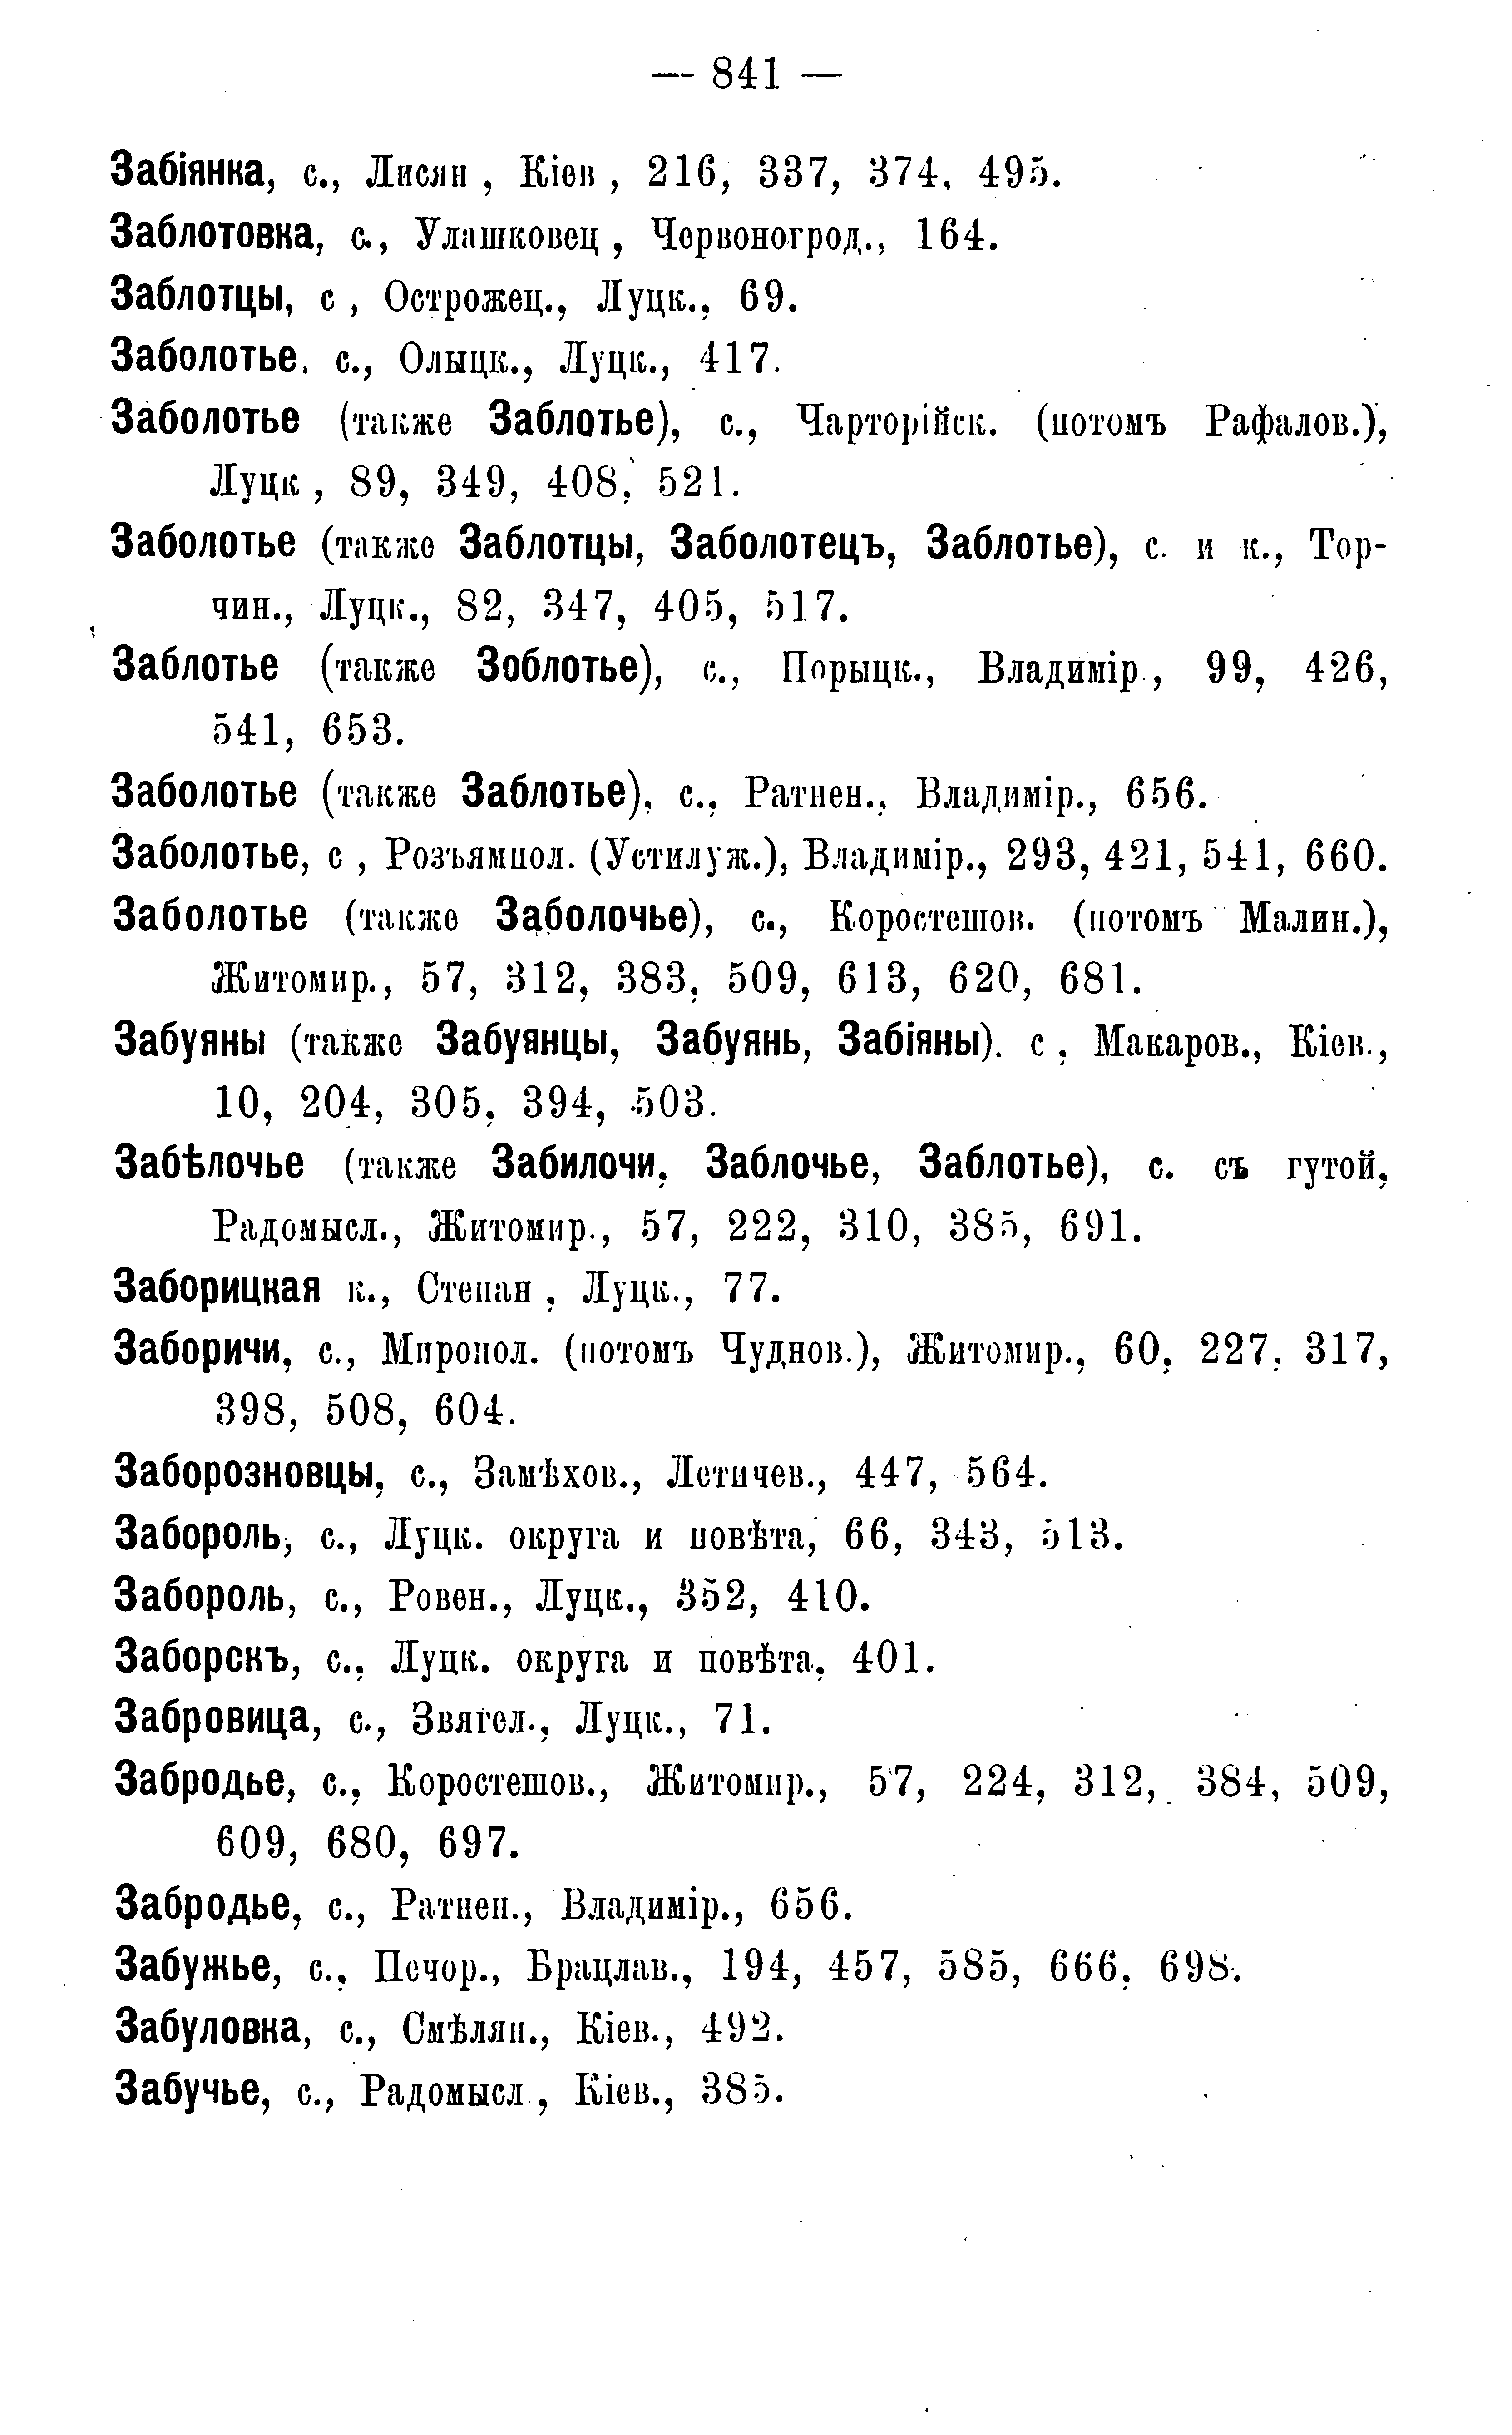 — 841 —
Забіянка, с., Лисян , Кіев , 216, 337, 374, 495.
Заблотовка, с., Улашковец , Червоногрод., 164.
Заблотцы, с , Острожец., Луцк., 69.
Заболотье. с., Олыцк., Луцк., 417.
Заболотье (также Заблотье), с., Чарторійск. (потомъ Рафалов.),
Луцк , 89, 349, 408, 521.
Заболотье (также Заблотцы, Заболотецъ, Заблотье), с. и к., Тор-
чин., Луцк., 82, 347, 405, 517.
Заблотье (также Зоблотье), с., Порыцк., Владимір., 99, 426,
541, 653.
Заболотье (также Заблотье), с., Ратнен., Владимір., 656.
Заболотье, с , Розъямпол. (Устилуж.), Владимір., 293, 421, 541, 660.
Заболотье (также Заболочье), с., Коростешов. (потомъ Малин.),
Житомир., 57, 312, 383, 509, 613, 620, 681.
Забуяны (также Забуянцы, Забуянь, Забіяны). с , Макаров., Кіев.,
10, 204, 305, 394, 503.
Забѣлочье (также Забилочи, Заблочье, Заблотье), с. съ гутой,
Радомысл., Житомир., 57, 222, 310, 385, 691.
Заборицкая к., Степан , Луцк., 77.
Заборичи, с., Миропол. (потомъ Чуднов.), Житомир., 60, 227, 317,
398, 508, 604.
Заборозновцы, с., Замѣхов., Летичев., 447, 564.
Забороль, с., Луцк. округа и повѣта, 66, 343, 513.
Забороль, с., Ровен., Луцк., 352, 410.
Заборскъ, с., Луцк. округа и повѣта, 401.
Забровица, с., Звягел., Луцк., 71.
Забродье, с., Коростешов., Житомир., 57, 224, 312, 384, 509,
609, 680, 697.
Забродье, с., Ратнен., Владимір., 656.
Забужье, с., Печор., Брацлав., 194, 457, 585, 666, 698.
Забуловка, с., Смѣлян., Кіев., 492.
Забучье, с., Радомысл., Кіев., 385.